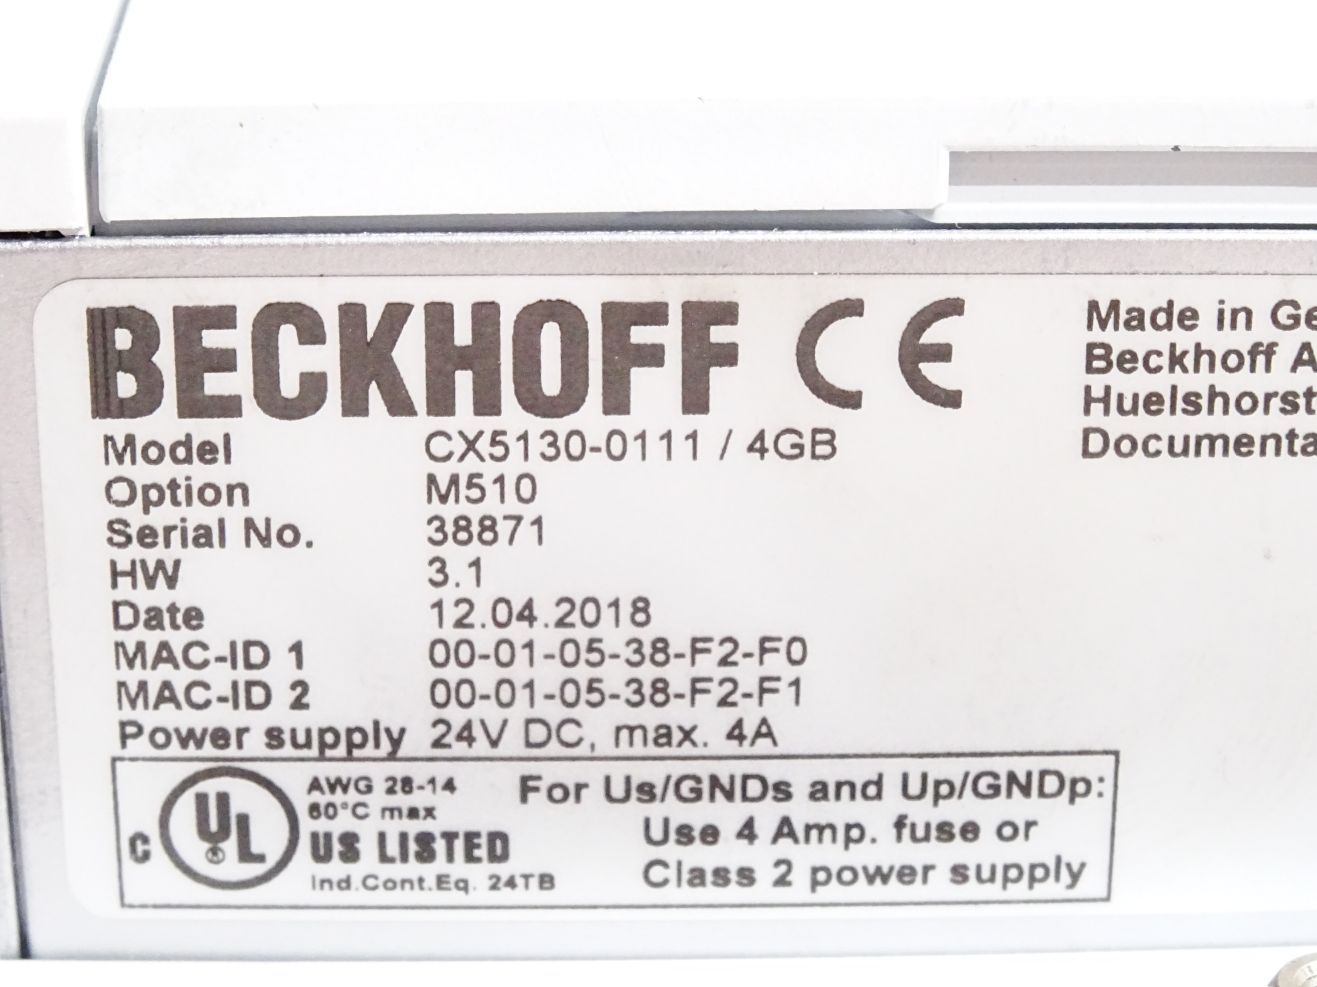 BECKHOFF CE
Made in Ge
Beckhoff A
Huelshorst
Documenta
Model CX5130-0111 / 4GB
Option M510
Serial No. 38871
HW 3.1
Date 12.04.2018
MAC-ID 1 00-01-05-38-F2-F0
MAC-ID 2 00-01-05-38-F2-F1
Power supply 24V DC, max. 4A
C UL
AWG 28-14
60°C max
US LISTED
Ind.Cont.Eq. 24TB
For Us/GNDs and Up/GNDp:
Use 4 Amp. fuse or
Class 2 power supply